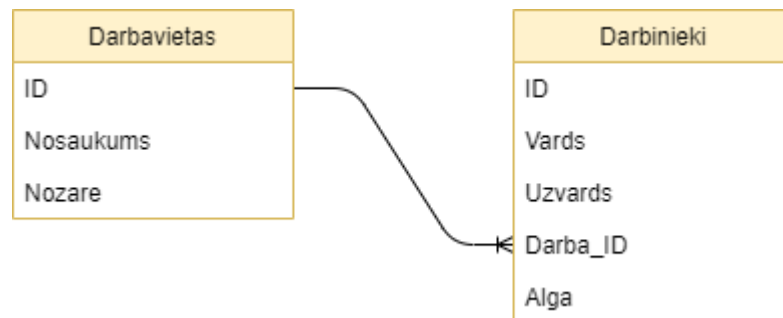 Darbavietas
ID
Nosaukums
Nozare
Darbinieki
ID
Vards
Uzvards
Darba_ID
Alga